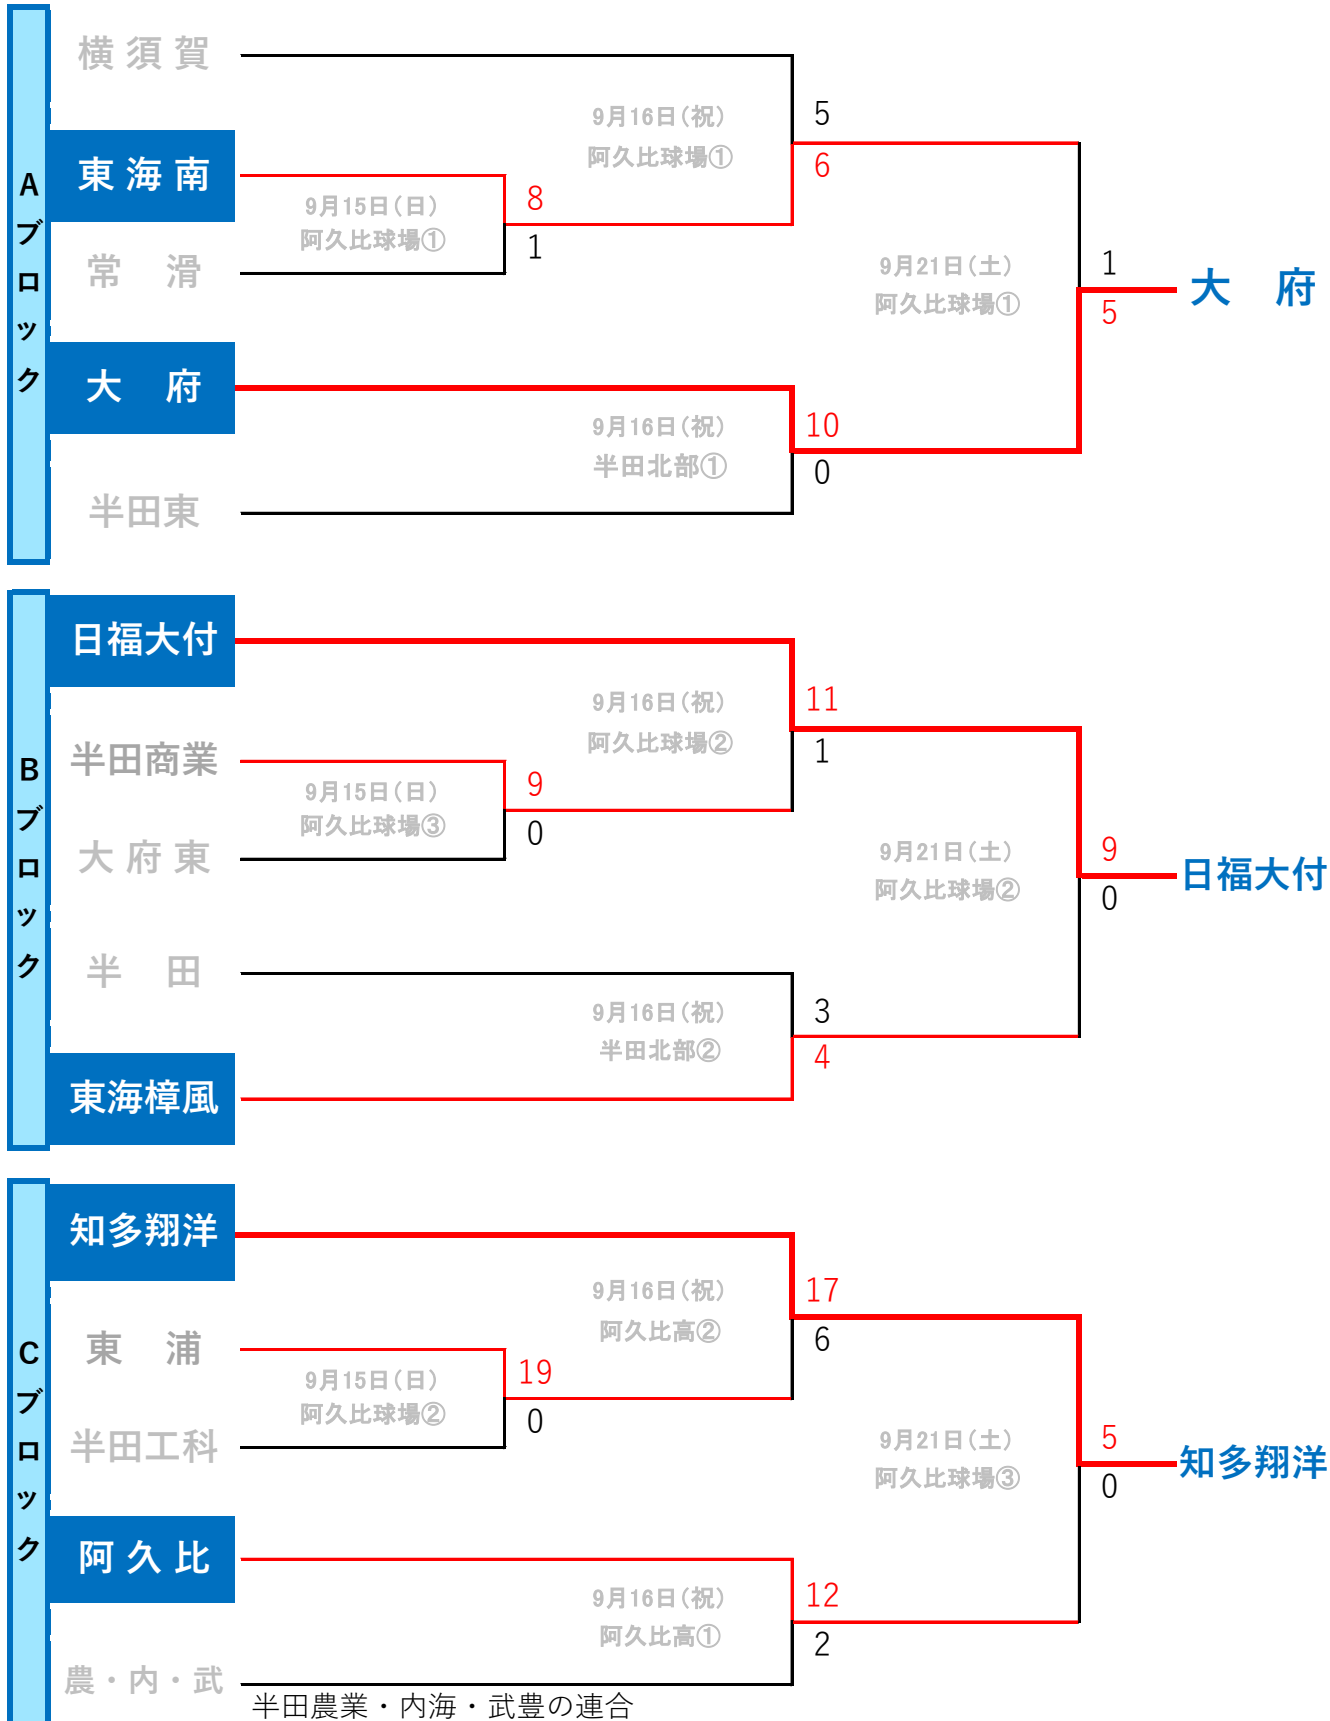 Aブロック
横須賀
東海南
常　滑
大　府
半田東
9月15日(日)
阿久比球場①
8
1
9月16日(祝)
阿久比球場①
5
6
9月16日(祝)
半田北部①
10
0
9月21日(土)
阿久比球場①
1
5
大　府
Bブロック
日福大付
半田商業
大府東
半　田
東海樟風
9月15日(日)
阿久比球場③
9
0
9月16日(祝)
阿久比球場②
11
1
9月16日(祝)
半田北部②
3
4
9月21日(土)
阿久比球場②
9
0
日福大付
Cブロック
知多翔洋
東　浦
半田工科
阿久比
農・内・武
9月15日(日)
阿久比球場②
19
0
9月16日(祝)
阿久比高②
17
6
9月16日(祝)
阿久比高①
12
2
9月21日(土)
阿久比球場③
5
0
知多翔洋
半田農業・内海・武豊の連合